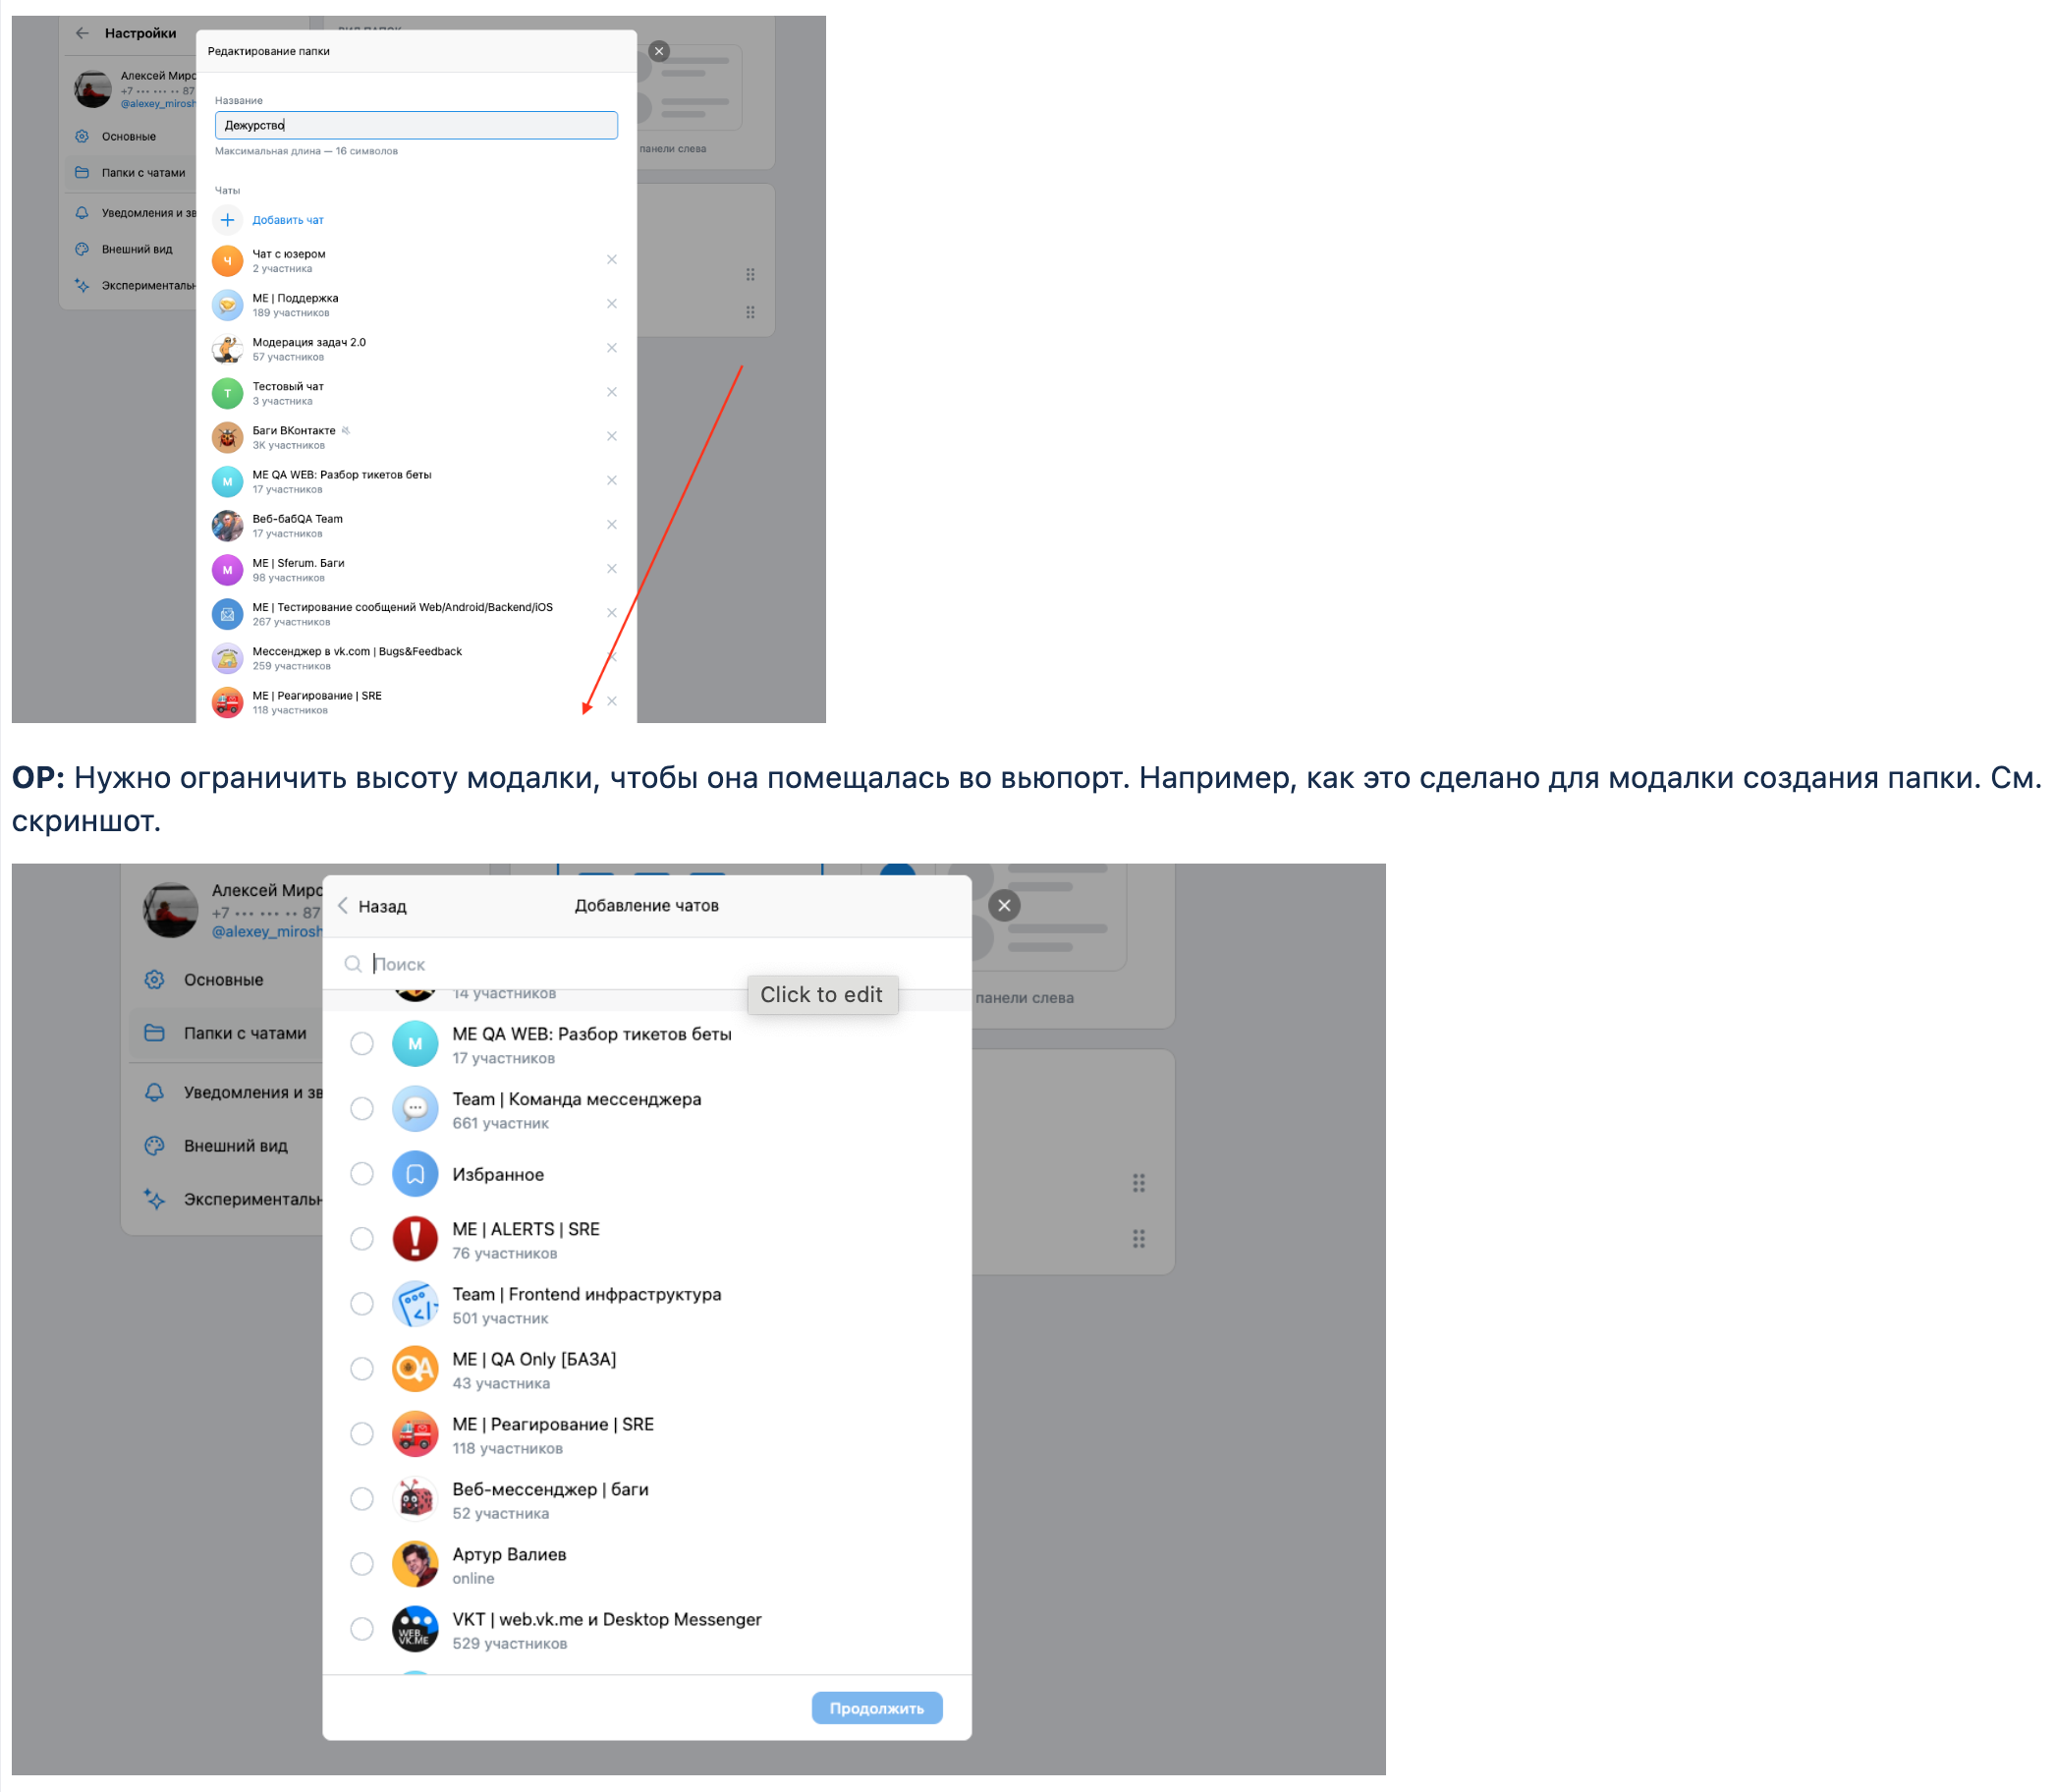 Настройки
Редактирование папки
Алексей Миро
+7 ••• ••• •• 87
@alexey_mirosh
Основные
Папки с чатами
Уведомления и зв
Внешний вид
Экспериментальн
Название
Дежурство
Максимальная длина — 16 символов
панели слева
Чаты
Добавить чат
Ч
Чат с юзером
2 участника
ME | Поддержка
189 участников
Модерация задач 2.0
57 участников
Т
Тестовый чат
3 участника
Баги ВКонтакте
3K участников
M
ME QA WEB: Разбор тикетов беты
17 участников
Веб-бабQA Team
17 участников
M
ME | Sferum. Баги
98 участников
ME | Тестирование сообщений Web/Android/Backend/iOS
267 участников
Мессенджер в vk.com | Bugs&Feedback
259 участников
ME | Реагирование | SRE
118 участников
ОР: Нужно ограничить высоту модалки, чтобы она помещалась во вьюпорт. Например, как это сделано для модалки создания папки. См.
скриншот.
Алексей Миро
+7 ••• ••• •• 87
@alexey_mirosh
Основные
Папки с чатами
Уведомления и зв
Внешний вид
Экспериментальн
Назад
Добавление чатов
Поиск
14 участников
Click to edit
панели слева
M
ME QA WEB: Разбор тикетов беты
17 участников
Team | Команда мессенджера
661 участник
Избранное
ME | ALERTS | SRE
76 участников
Team | Frontend инфраструктура
501 участник
QA
ME | QA Only [БАЗА]
43 участника
ME | Реагирование | SRE
118 участников
Веб-мессенджер | баги
52 участника
Артур Валиев
online
WEB.
VK.ME
VKT | web.vk.me и Desktop Messenger
529 участников
Продолжить